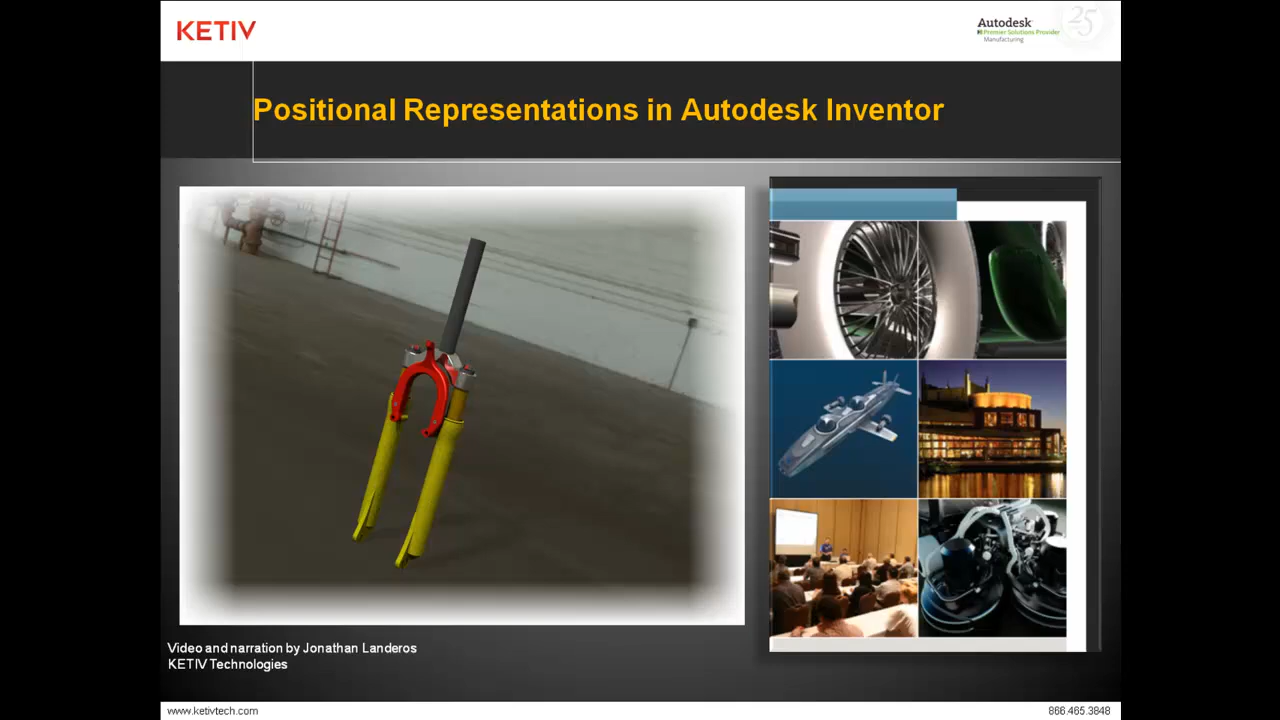 KETIV
Autodesk
Premier Solutions Provider
Manufacturing
25
Positional Representations in Autodesk Inventor
Video and narration by Jonathan Landeros
KETIV Technologies
www.ketivtech.com
866.465.3848